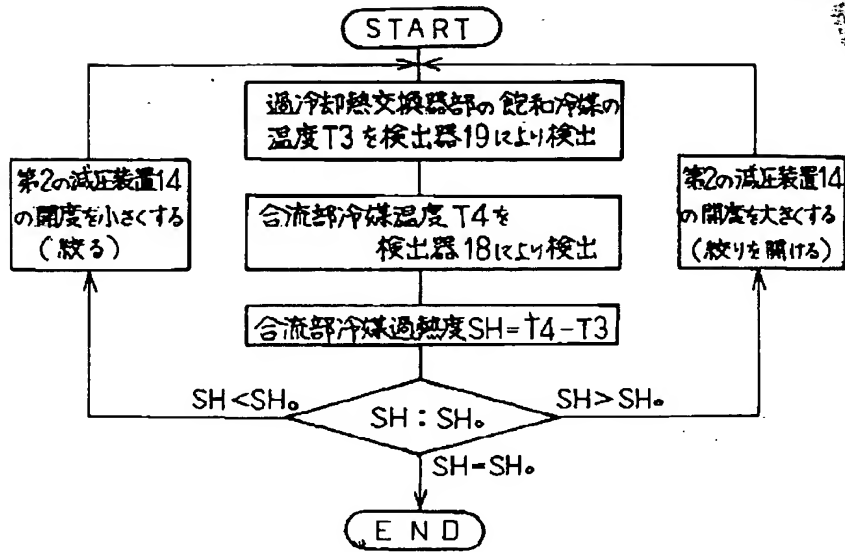 START
過冷却熱交換器部の飽和冷媒の
温度T3を検出器19により検出
第2の減圧装置14
の開度を小さくする
(絞る)
合流部冷媒温度T4を
検出器18により検出
第2の減圧装置14
の開度を大きくする
(絞りを開ける)
合流部冷媒過熱度SH=T4-T3
SH<SH₀
SH:SH₀
SH>SH₀
SH=SH₀
END